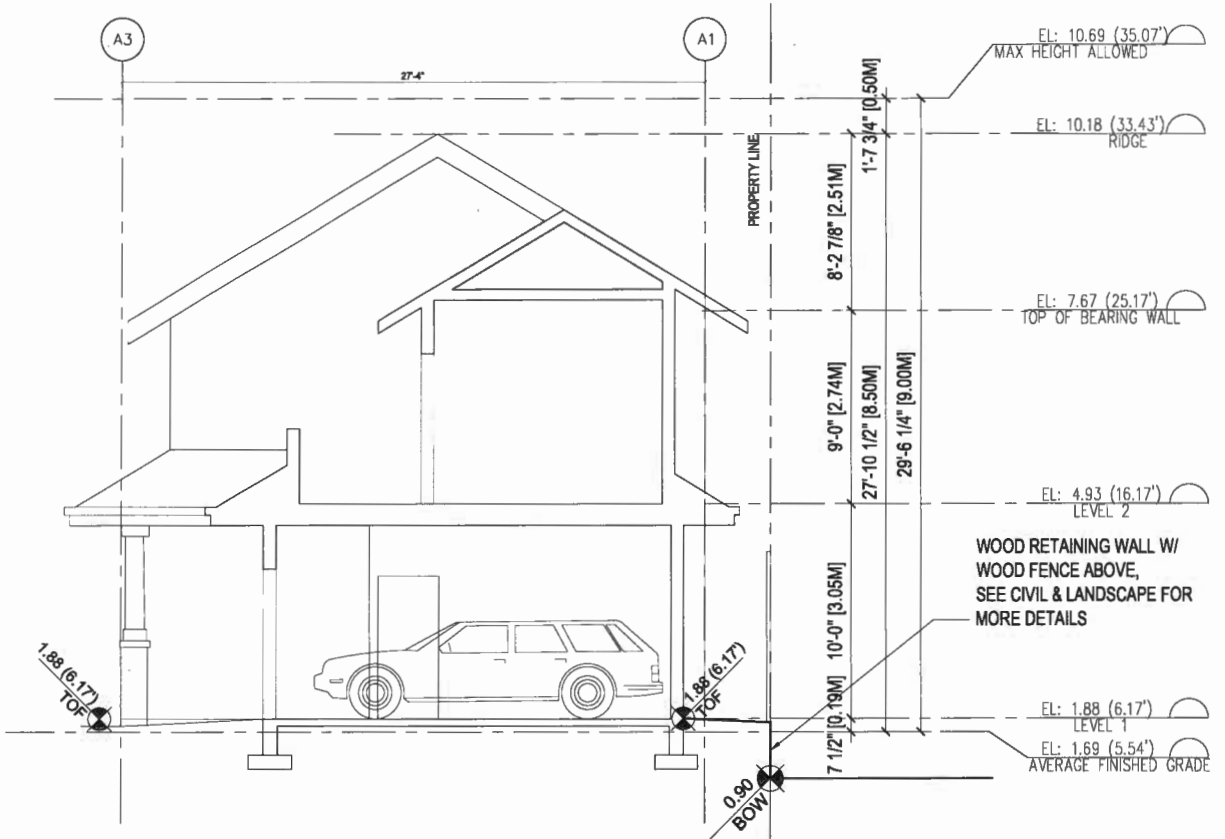 A3
A1
27'-4"
EL: 10.69 (35.07')
MAX HEIGHT ALLOWED
1'-7 3/4" [0.50M]
EL: 10.18 (33.43')
RIDGE
PROPERTY LINE
8'-2 7/8" [2.51M]
EL: 7.67 (25.17')
TOP OF BEARING WALL
9'-0" [2.74M]
27'-10 1/2" [8.50M]
29'-6 1/4" [9.00M]
EL: 4.93 (16.17')
LEVEL 2
WOOD RETAINING WALL W/
WOOD FENCE ABOVE,
SEE CIVIL & LANDSCAPE FOR
MORE DETAILS
10'-0" [3.05M]
1.88 (6.17')
TOF
1.88 (6.17')
TOF
7 1/2" [0.19M]
EL: 1.88 (6.17')
LEVEL 1
EL: 1.69 (5.54')
AVERAGE FINISHED GRADE
0.90
BOW